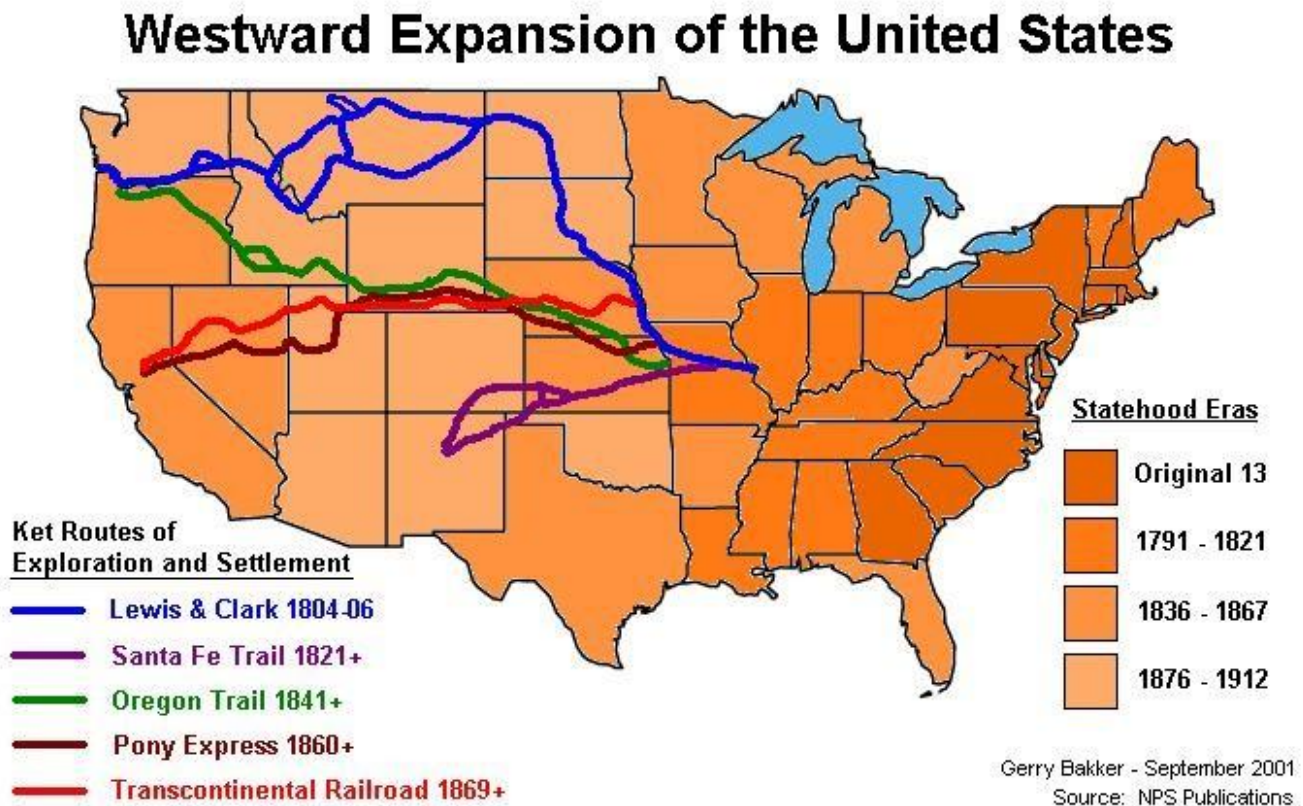 Westward Expansion of the United States
Ket Routes of
Exploration and Settlement
Lewis & Clark 1804-06
Santa Fe Trail 1821+
Oregon Trail 1841+
Pony Express 1860+
Transcontinental Railroad 1869+
Statehood Eras
Original 13
1791 - 1821
1836 - 1867
1876 - 1912
Gerry Bakker - September 2001
Source: NPS Publications